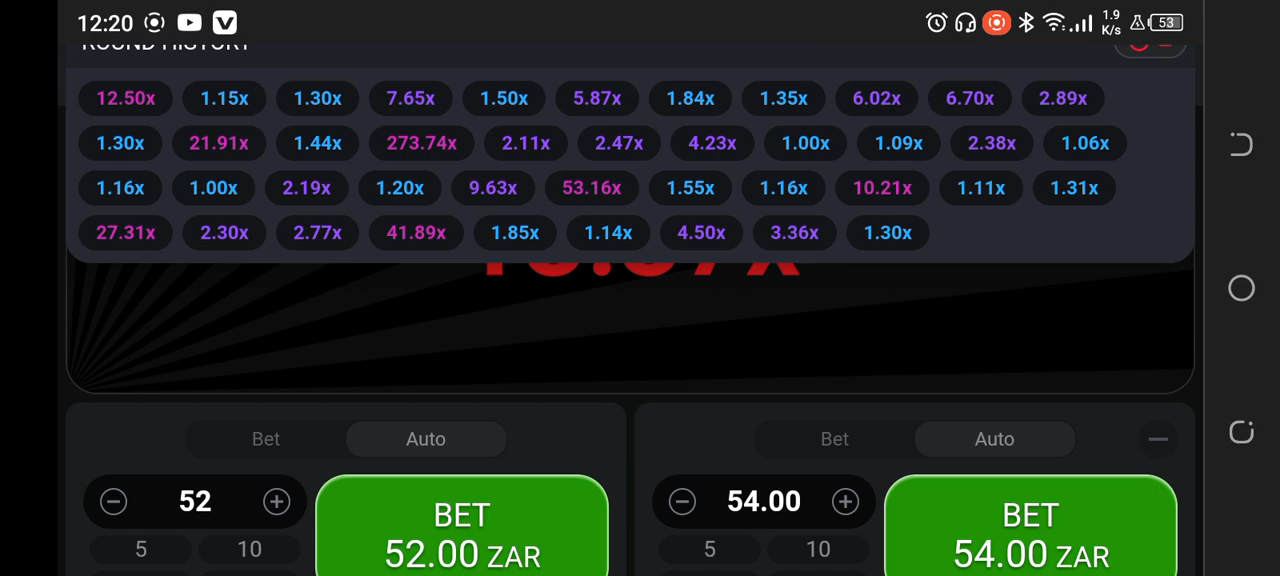 12:20 1.9 K/s 53
ROUND HISTORY
12.50x 1.15x 1.30x 7.65x 1.50x 5.87x 1.84x 1.35x 6.02x 6.70x 2.89x
1.30x 21.91x 1.44x 273.74x 2.11x 2.47x 4.23x 1.00x 1.09x 2.38x 1.06x
1.16x 1.00x 2.19x 1.20x 9.63x 53.16x 1.55x 1.16x 10.21x 1.11x 1.31x
27.31x 2.30x 2.77x 41.89x 1.85x 1.14x 4.50x 3.36x 1.30x
Bet Auto Bet Auto
52 BET 54.00 BET
5 10 52.00 ZAR 5 10 54.00 ZAR